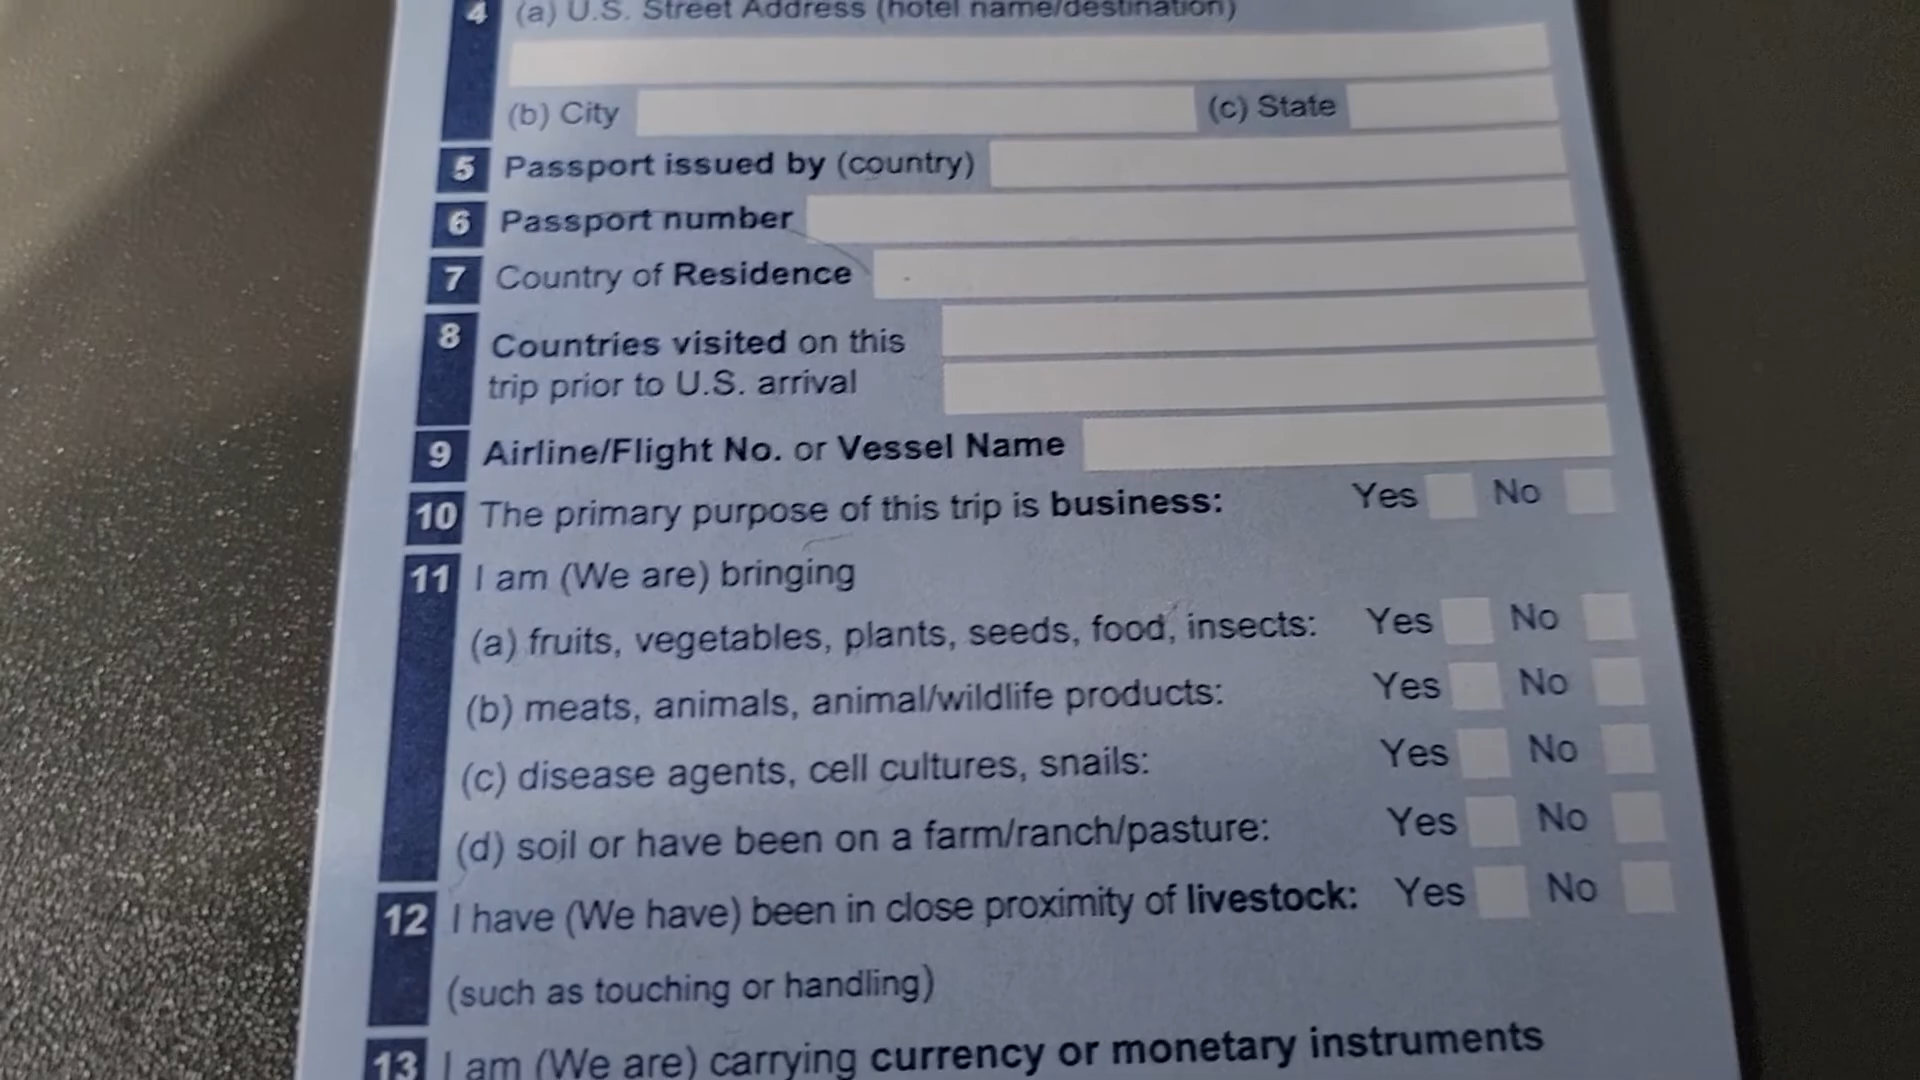 4 (a) U.S. Street Address (hotel name/destination)
(b) City (c) State
5 Passport issued by (country)
6 Passport number
7 Country of Residence
8 Countries visited on this
trip prior to U.S. arrival
9 Airline/Flight No. or Vessel Name
10 The primary purpose of this trip is business: Yes No
11 I am (We are) bringing
(a) fruits, vegetables, plants, seeds, food, insects: Yes No
(b) meats, animals, animal/wildlife products: Yes No
(c) disease agents, cell cultures, snails: Yes No
(d) soil or have been on a farm/ranch/pasture: Yes No
12 I have (We have) been in close proximity of livestock: Yes No
(such as touching or handling)
13 I am (We are) carrying currency or monetary instruments